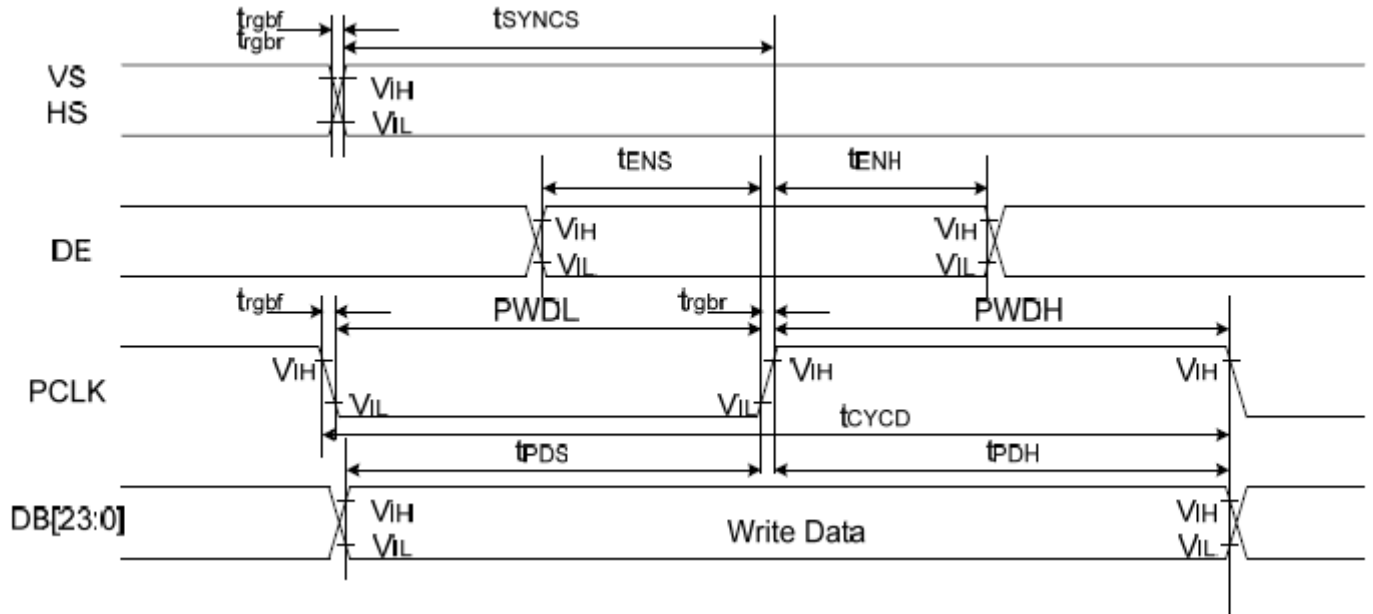 trgbf
trgbr
tSYNCS
VS
HS
VIH
VIL
tENS
tENH
DE
VIH
VIL
VIH
VIL
trgbf
PWDL
trgbr
PWDH
PCLK
VIH
VIL
VIL
VIH
VIH
tCYCD
tPDS
tPDH
DB[23:0]
VIH
VIL
Write Data
VIH
VIL